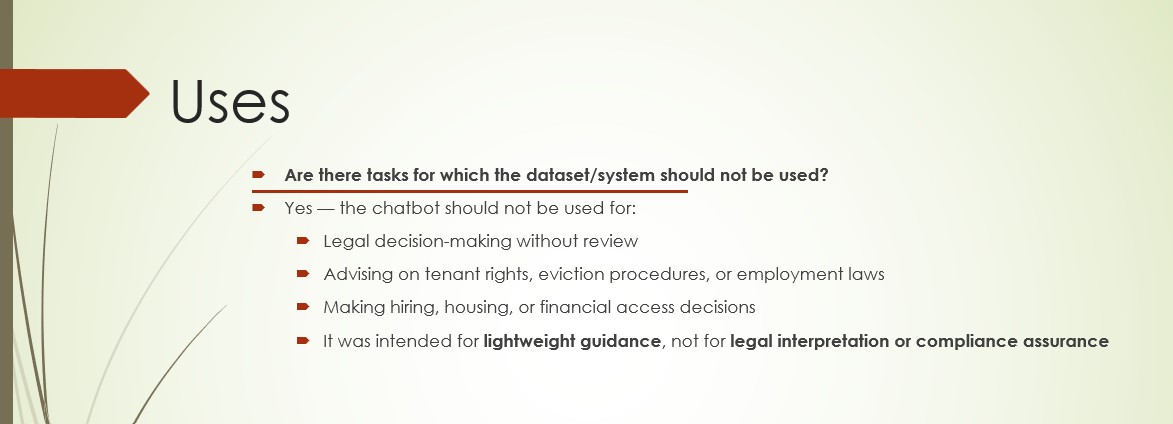 Uses
Are there tasks for which the dataset/system should not be used?
Yes — the chatbot should not be used for:
Legal decision-making without review
Advising on tenant rights, eviction procedures, or employment laws
Making hiring, housing, or financial access decisions
It was intended for lightweight guidance, not for legal interpretation or compliance assurance